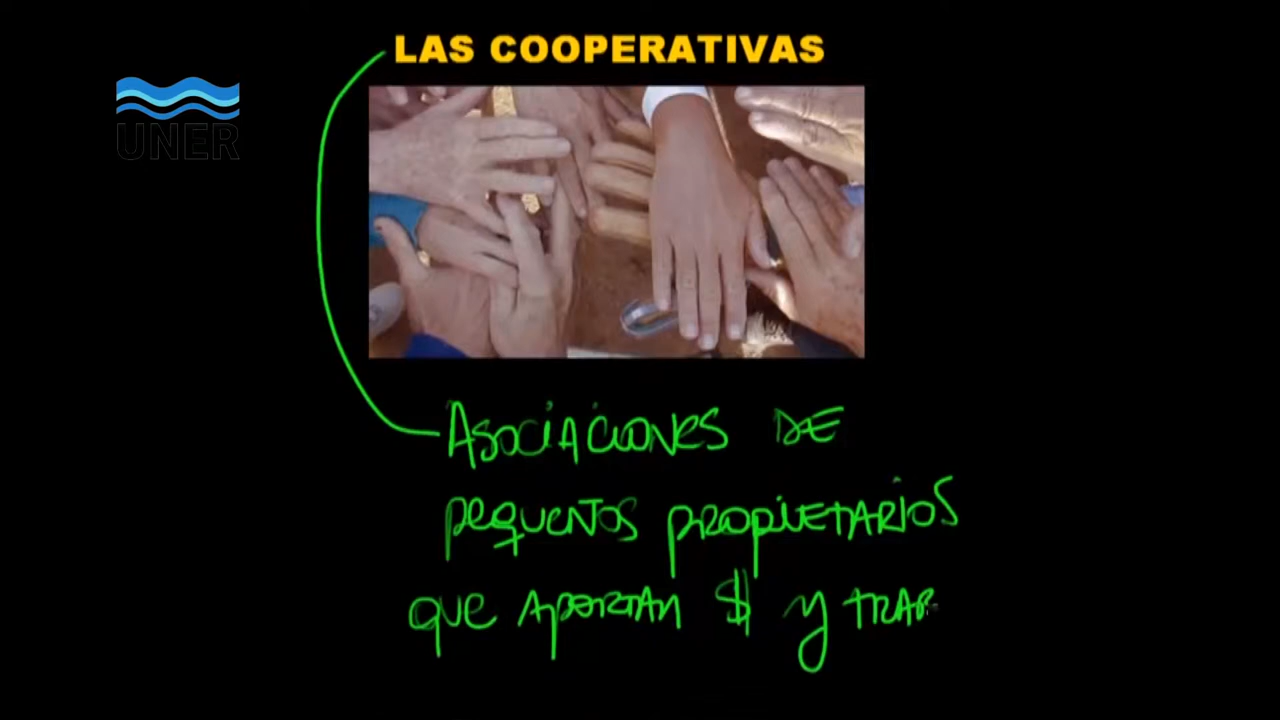 LAS COOPERATIVAS
UNER
ASOCIACIONES DE
PEQUEÑOS PROPIETARIOS
QUE APORTAN $ Y TRAB